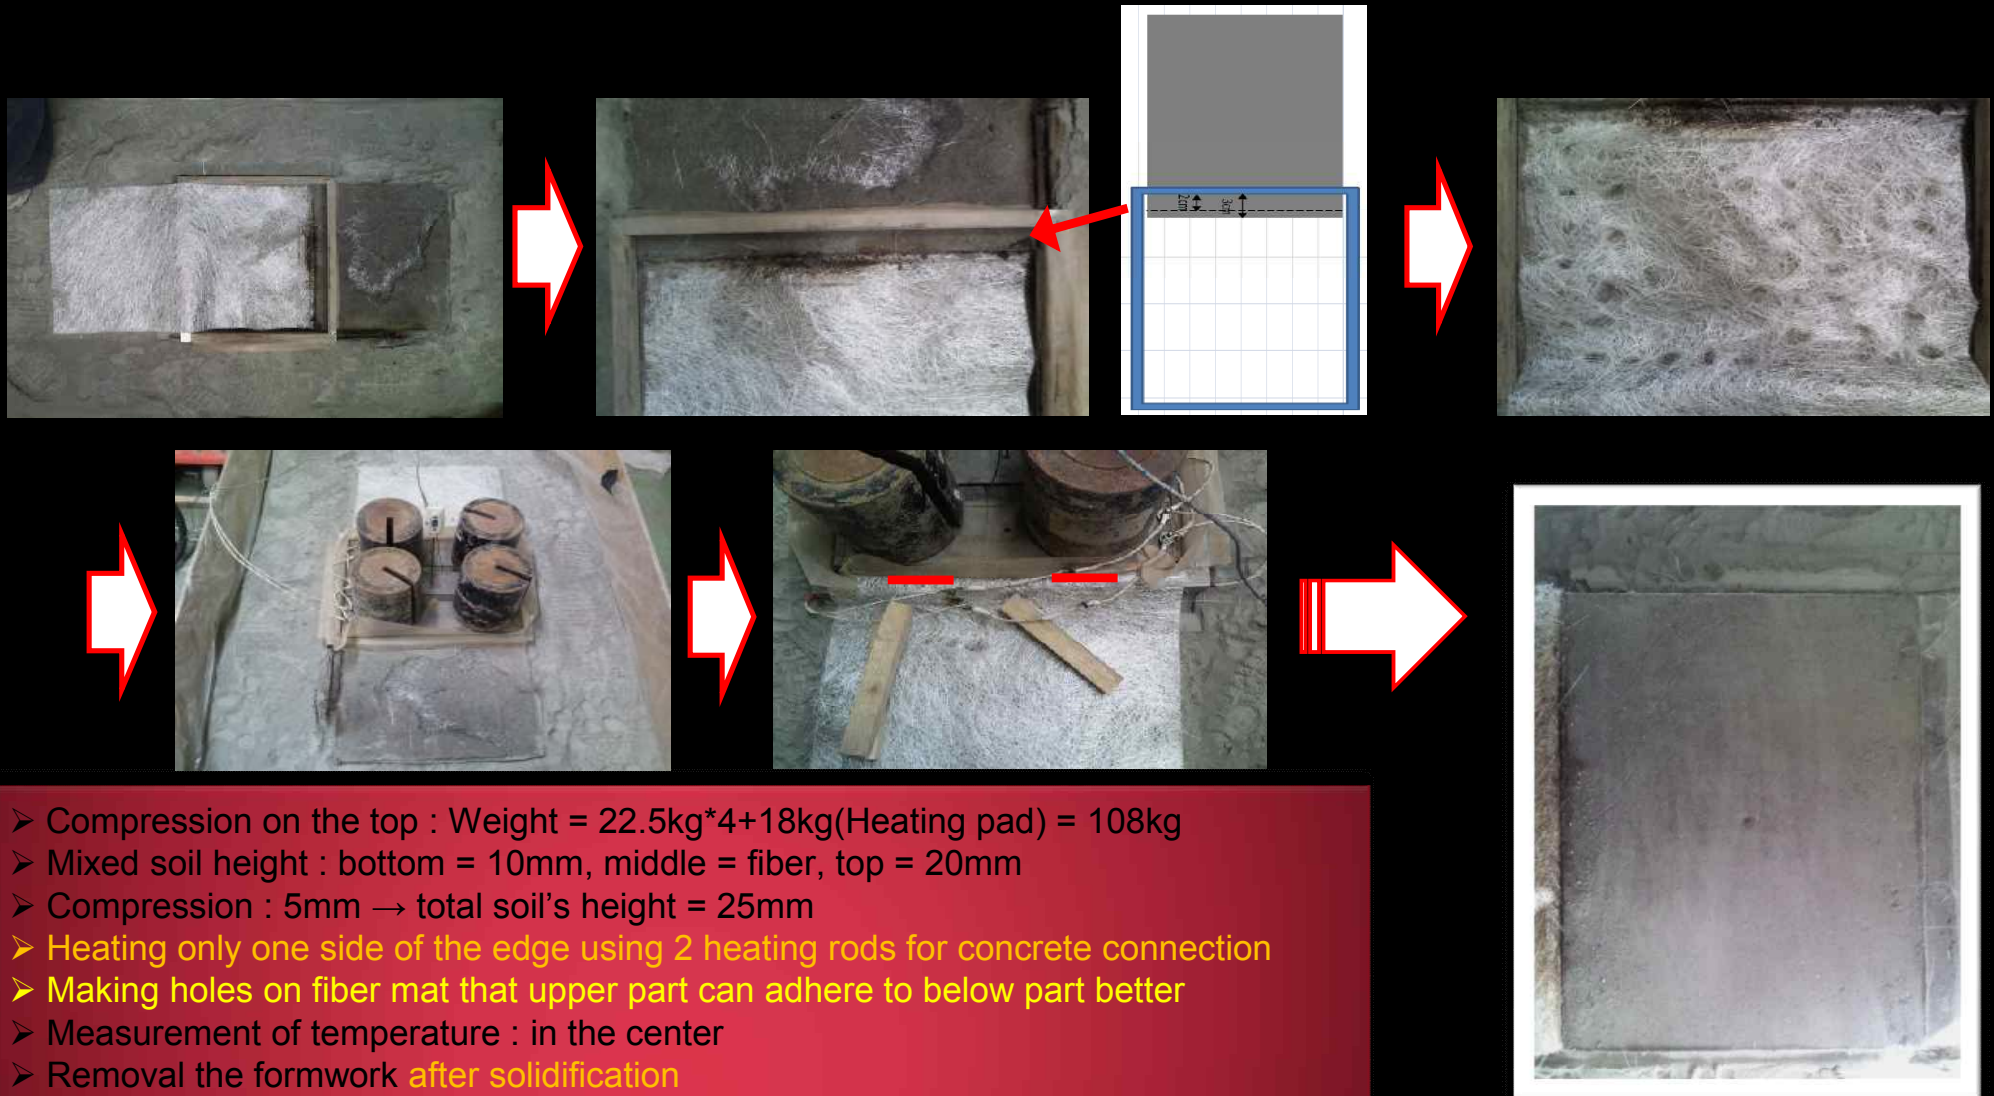 2cm
3cm
➢ Compression on the top : Weight = 22.5kg*4+18kg(Heating pad) = 108kg
➢ Mixed soil height : bottom = 10mm, middle = fiber, top = 20mm
➢ Compression : 5mm → total soil's height = 25mm
➢ Heating only one side of the edge using 2 heating rods for concrete connection
➢ Making holes on fiber mat that upper part can adhere to below part better
➢ Measurement of temperature : in the center
➢ Removal the formwork after solidification